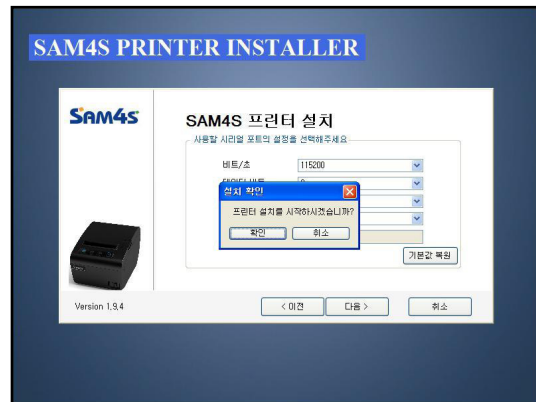 SAM4S PRINTER INSTALLER
SAM4S
SAM4S 프린터 설치
사용할 시리얼 포트의 설정을 선택해주세요
비트/초 115200
설치 확인
프린터 설치를 시작하시겠습니까?
확인 취소
기본값 복원
Version 1.9.4
< 이전 다음 > 취소